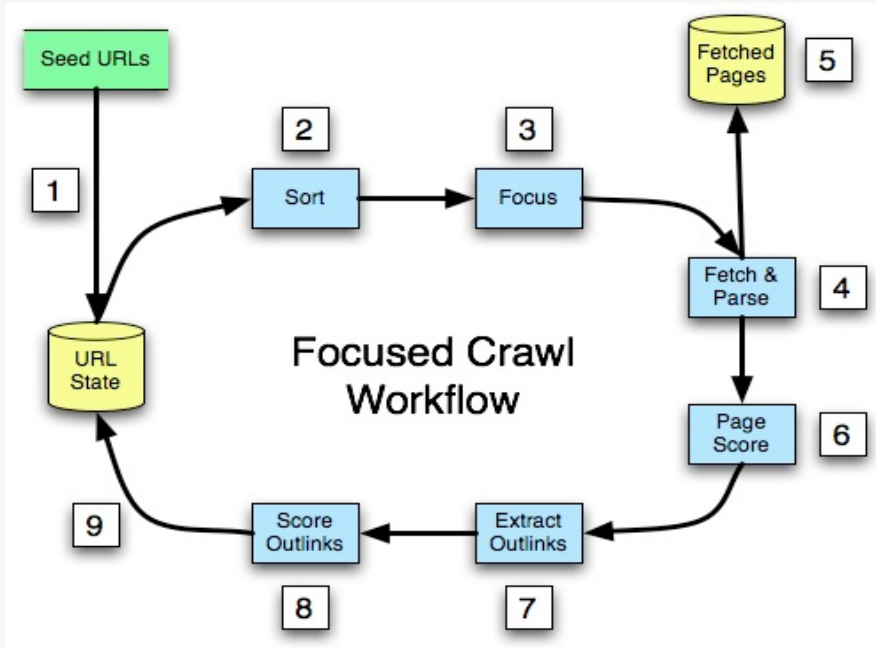 Seed URLs
1
2
Sort
3
Focus
Fetched
Pages
5
Fetch &
Parse
4
URL
State
Focused Crawl
Workflow
Page
Score
6
9
Score
Outlinks
8
Extract
Outlinks
7